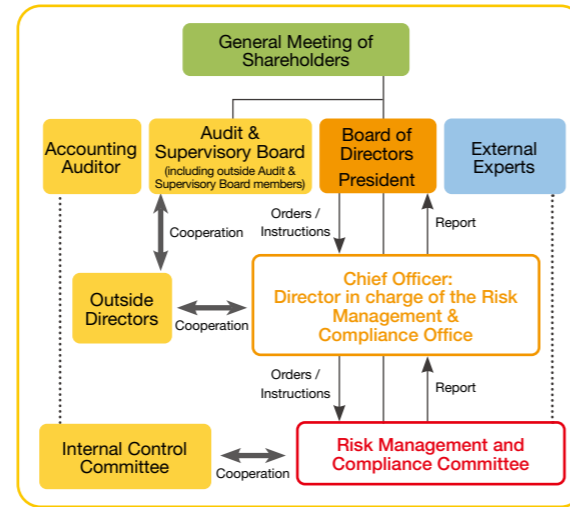 General Meeting of
Shareholders
Accounting
Auditor
Audit &
Supervisory Board
(including outside Audit &
Supervisory Board members)
Board of
Directors
President
External
Experts
Cooperation
Orders /
Instructions
Report
Outside
Directors
Cooperation
Chief Officer:
Director in charge of the Risk
Management &
Compliance Office
Orders /
Instructions
Report
Internal Control
Committee
Cooperation
Risk Management and
Compliance Committee